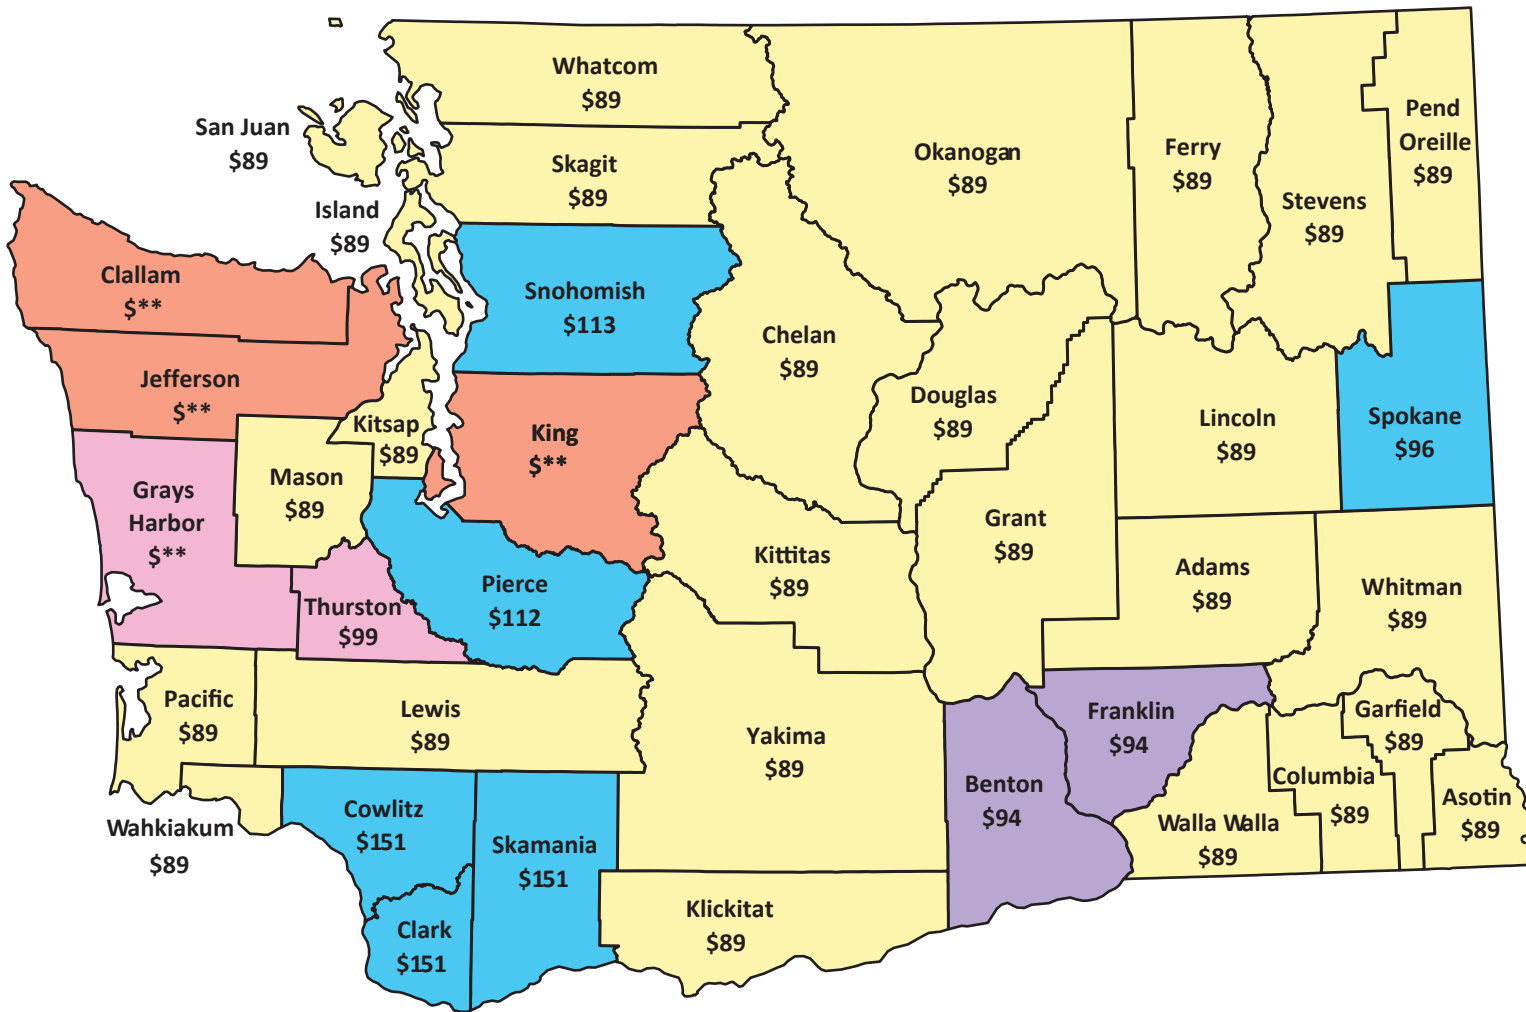 Whatcom
$89
San Juan
$89
Skagit
$89
Island
$89
Okanogan
$89
Ferry
$89
Stevens
$89
Pend
Oreille
$89
Clallam
$**
Snohomish
$113
Chelan
$89
Jefferson
$**
Kitsap
$89
King
$**
Douglas
$89
Lincoln
$89
Spokane
$96
Grays
Harbor
$**
Mason
$89
Thurston
$99
Pierce
$112
Kittitas
$89
Grant
$89
Adams
$89
Whitman
$89
Pacific
$89
Lewis
$89
Yakima
$89
Benton
$94
Franklin
$94
Garfield
$89
Columbia
$89
Asotin
$89
Walla Walla
$89
Wahkiakum
$89
Cowlitz
$151
Skamania
$151
Clark
$151
Klickitat
$89